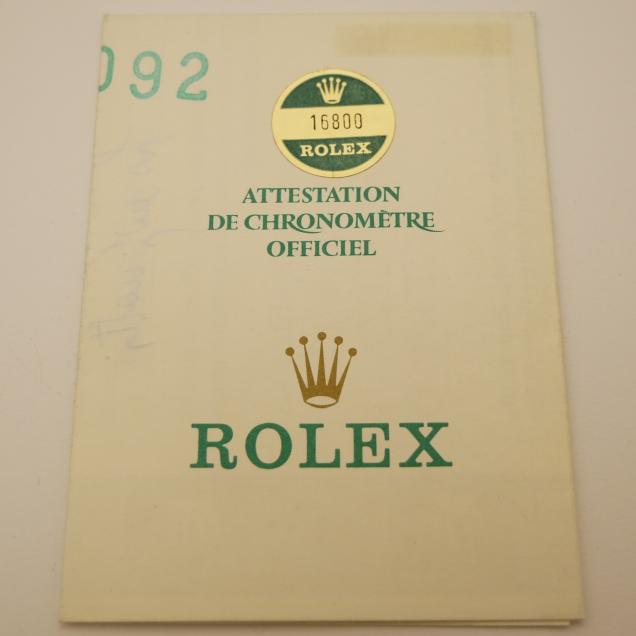 092
16800
ROLEX
ATTESTATION
DE CHRONOMÈTRE
OFFICIEL
ROLEX